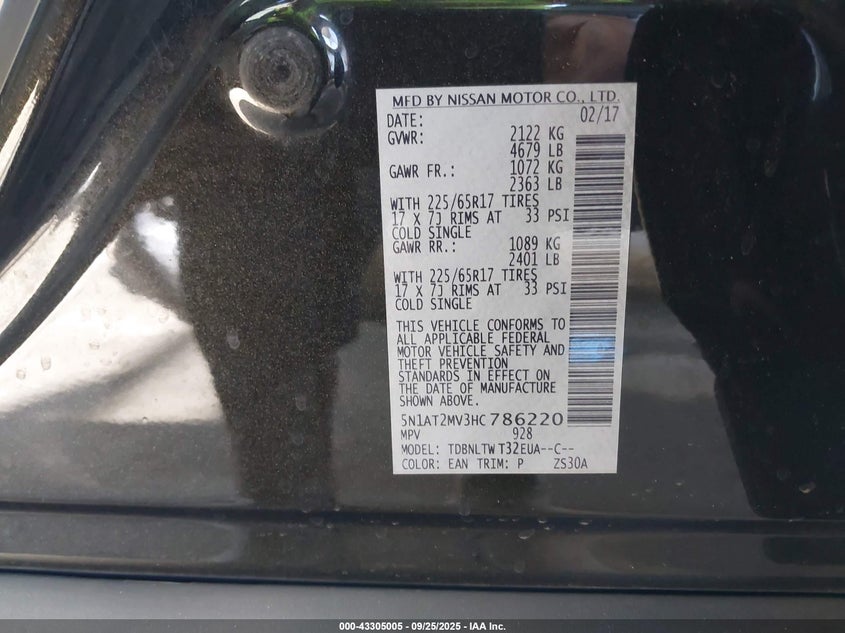 MFD BY NISSAN MOTOR CO., LTD.
DATE: 02/17
GVWR: 2122 KG
4679 LB
GAWR FR.: 1072 KG
2363 LB
WITH 225/65R17 TIRES
17 X 7J RIMS AT 33 PSI
COLD SINGLE
GAWR RR.: 1089 KG
2401 LB
WITH 225/65R17 TIRES
17 X 7J RIMS AT 33 PSI
COLD SINGLE
THIS VEHICLE CONFORMS TO
ALL APPLICABLE FEDERAL
MOTOR VEHICLE SAFETY AND
THEFT PREVENTION
STANDARDS IN EFFECT ON
THE DATE OF MANUFACTURE
SHOWN ABOVE.
5N1AT2MV3HC786220
MPV 928
MODEL: TDBNLTW T32EUA--C--
COLOR: EAN TRIM: P ZS30A
000-43305005 - 09/25/2025 - IAA Inc.